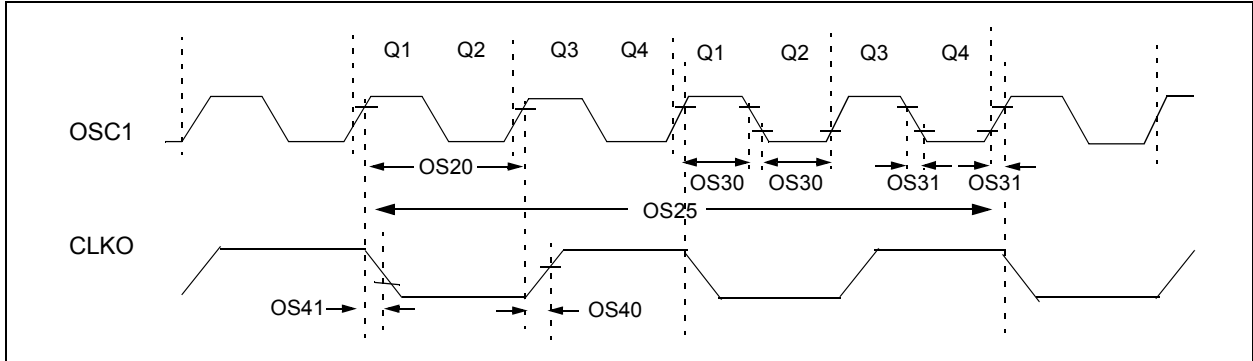 Q1 Q2 Q3 Q4 Q1 Q2 Q3 Q4
OSC1
OS20
OS30 OS30 OS31 OS31
OS25
CLKO
OS41 OS40